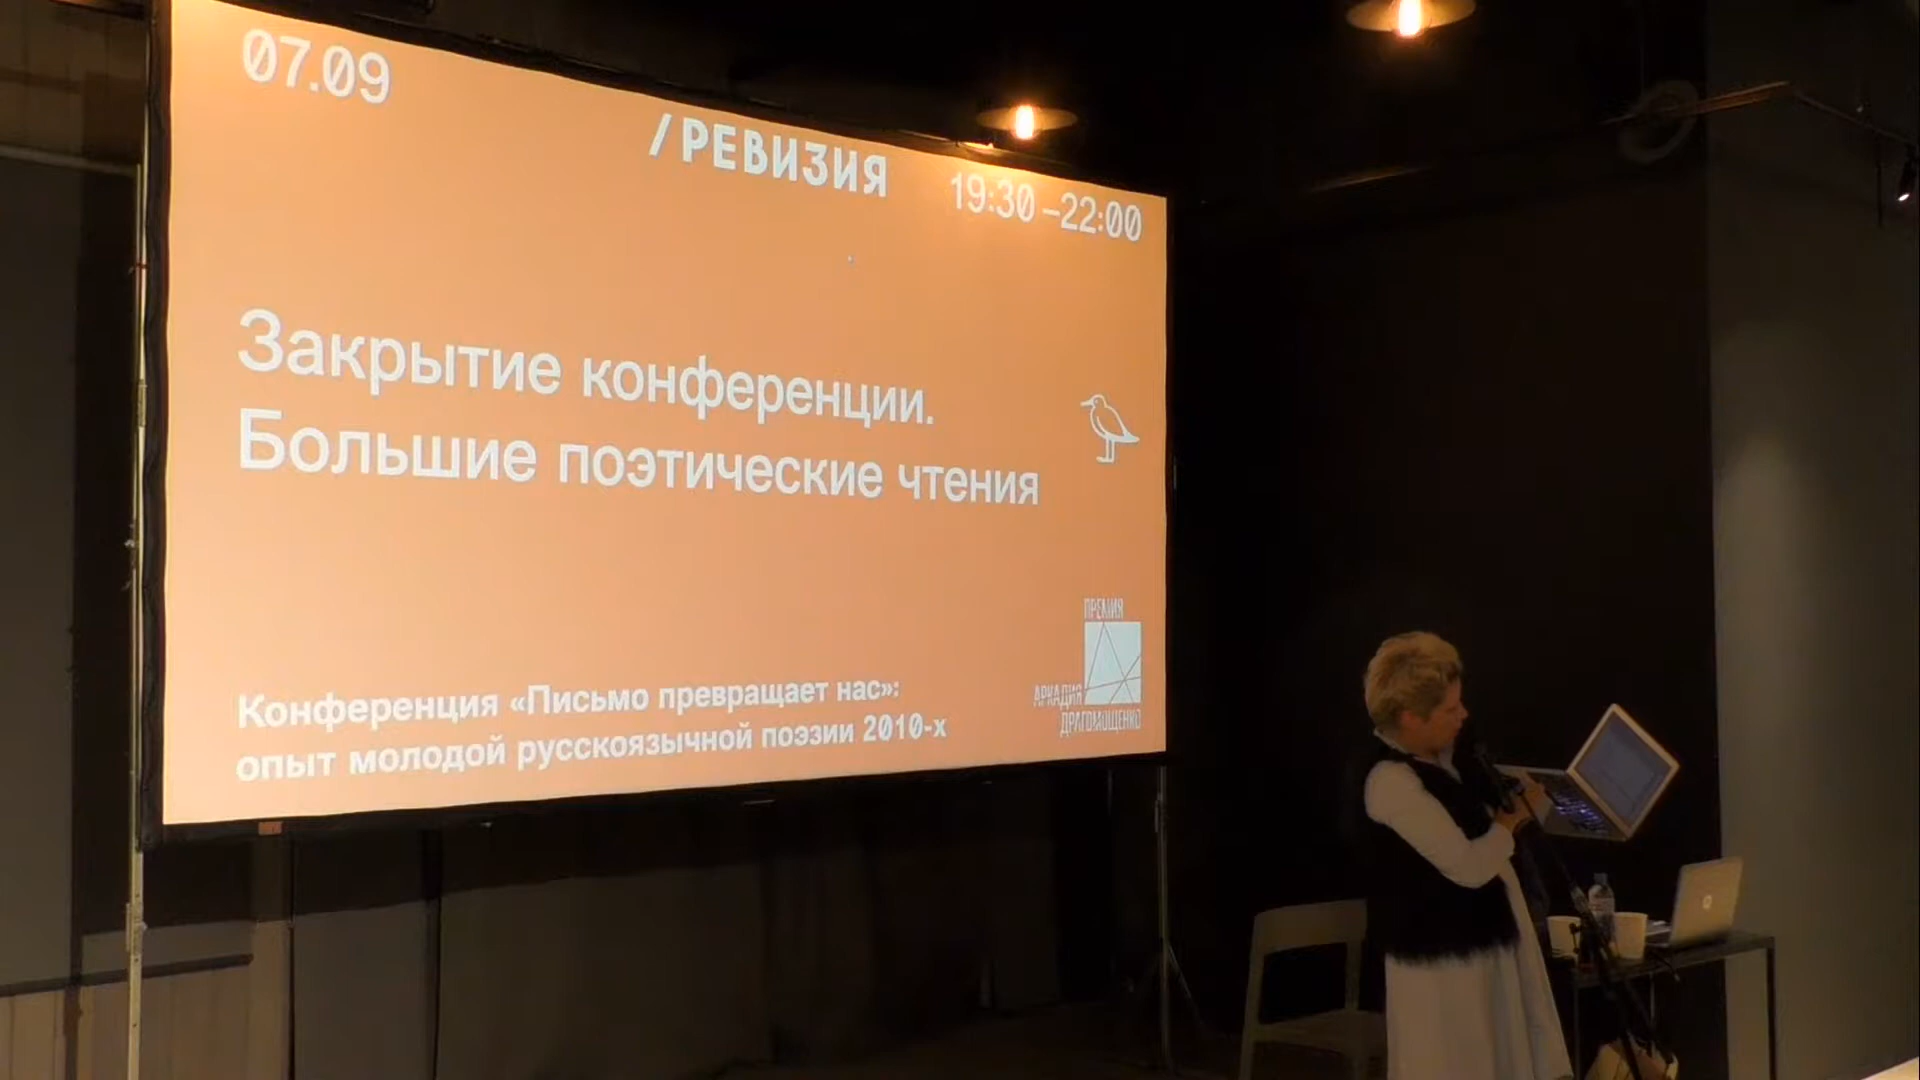 07.09
/РЕВИЗИЯ
19:30–22:00
Закрытие конференции.
Большие поэтические чтения
ПРЕМИЯ
АРКАДИЯ
ДРАГОМОЩЕНКО
Конференция «Письмо превращает нас»:
опыт молодой русскоязычной поэзии 2010-х